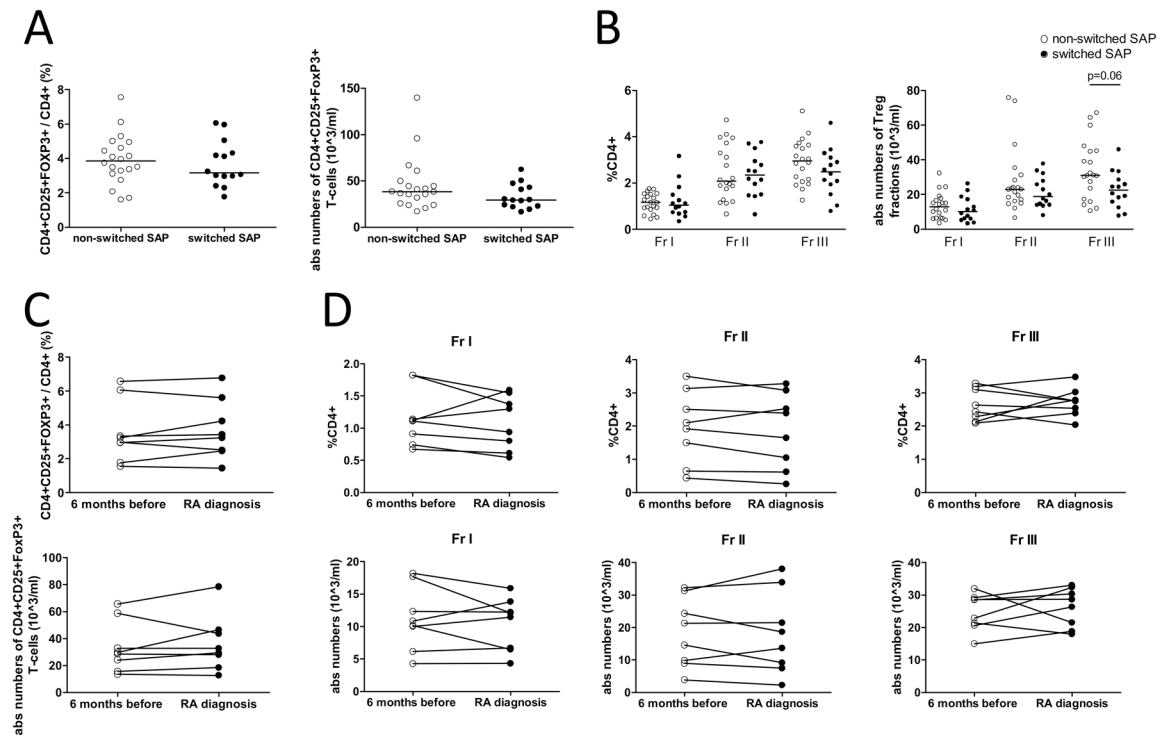 A
CD4+CD25+FOXP3+ / CD4+ (%)
8
6
4
2
0
non-switched SAP
switched SAP
abs numbers of CD4+CD25+FoxP3+
T-cells (10^3/ml)
150
100
50
0
non-switched SAP
switched SAP
B
non-switched SAP
switched SAP
%CD4+
6
4
2
0
Fr I
Fr II
Fr III
abs numbers of Treg
fractions (10^3/ml)
80
60
40
20
0
p=0.06
Fr I
Fr II
Fr III
C
CD4+CD25+FOXP3+ / CD4+ (%)
8
6
4
2
0
6 months before
RA diagnosis
abs numbers of CD4+CD25+FoxP3+
T-cells (10^3/ml)
100
80
60
40
20
0
6 months before
RA diagnosis
D
Fr I
%CD4+
2.0
1.5
1.0
0.5
0.0
6 months before
RA diagnosis
Fr II
%CD4+
4
3
2
1
0
6 months before
RA diagnosis
Fr III
%CD4+
4
3
2
1
0
6 months before
RA diagnosis
Fr I
abs numbers (10^3/ml)
20
15
10
5
0
6 months before
RA diagnosis
Fr II
abs numbers (10^3/ml)
40
30
20
10
0
6 months before
RA diagnosis
Fr III
abs numbers (10^3/ml)
40
30
20
10
0
6 months before
RA diagnosis